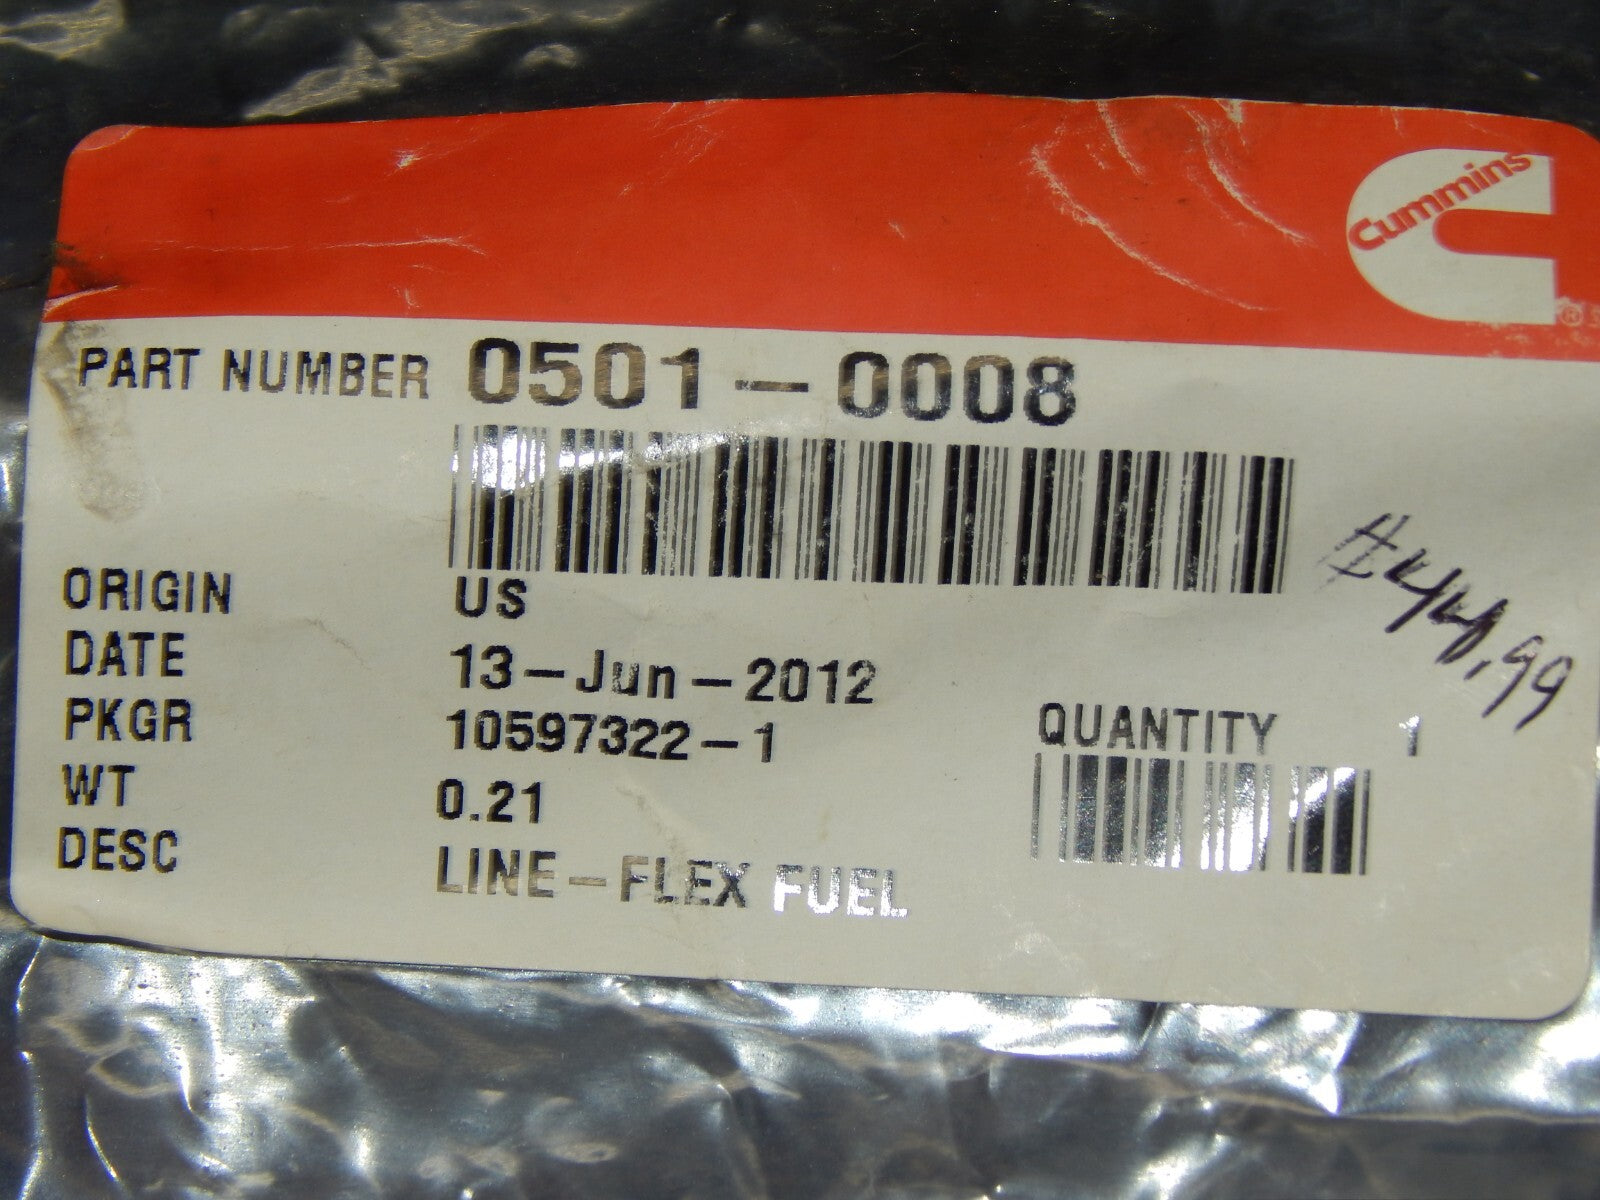 Cummins
®
PART NUMBER 0501-0008
ORIGIN US
DATE 13-Jun-2012
PKGR 10597322-1
WT 0.21
DESC LINE-FLEX FUEL
QUANTITY 1